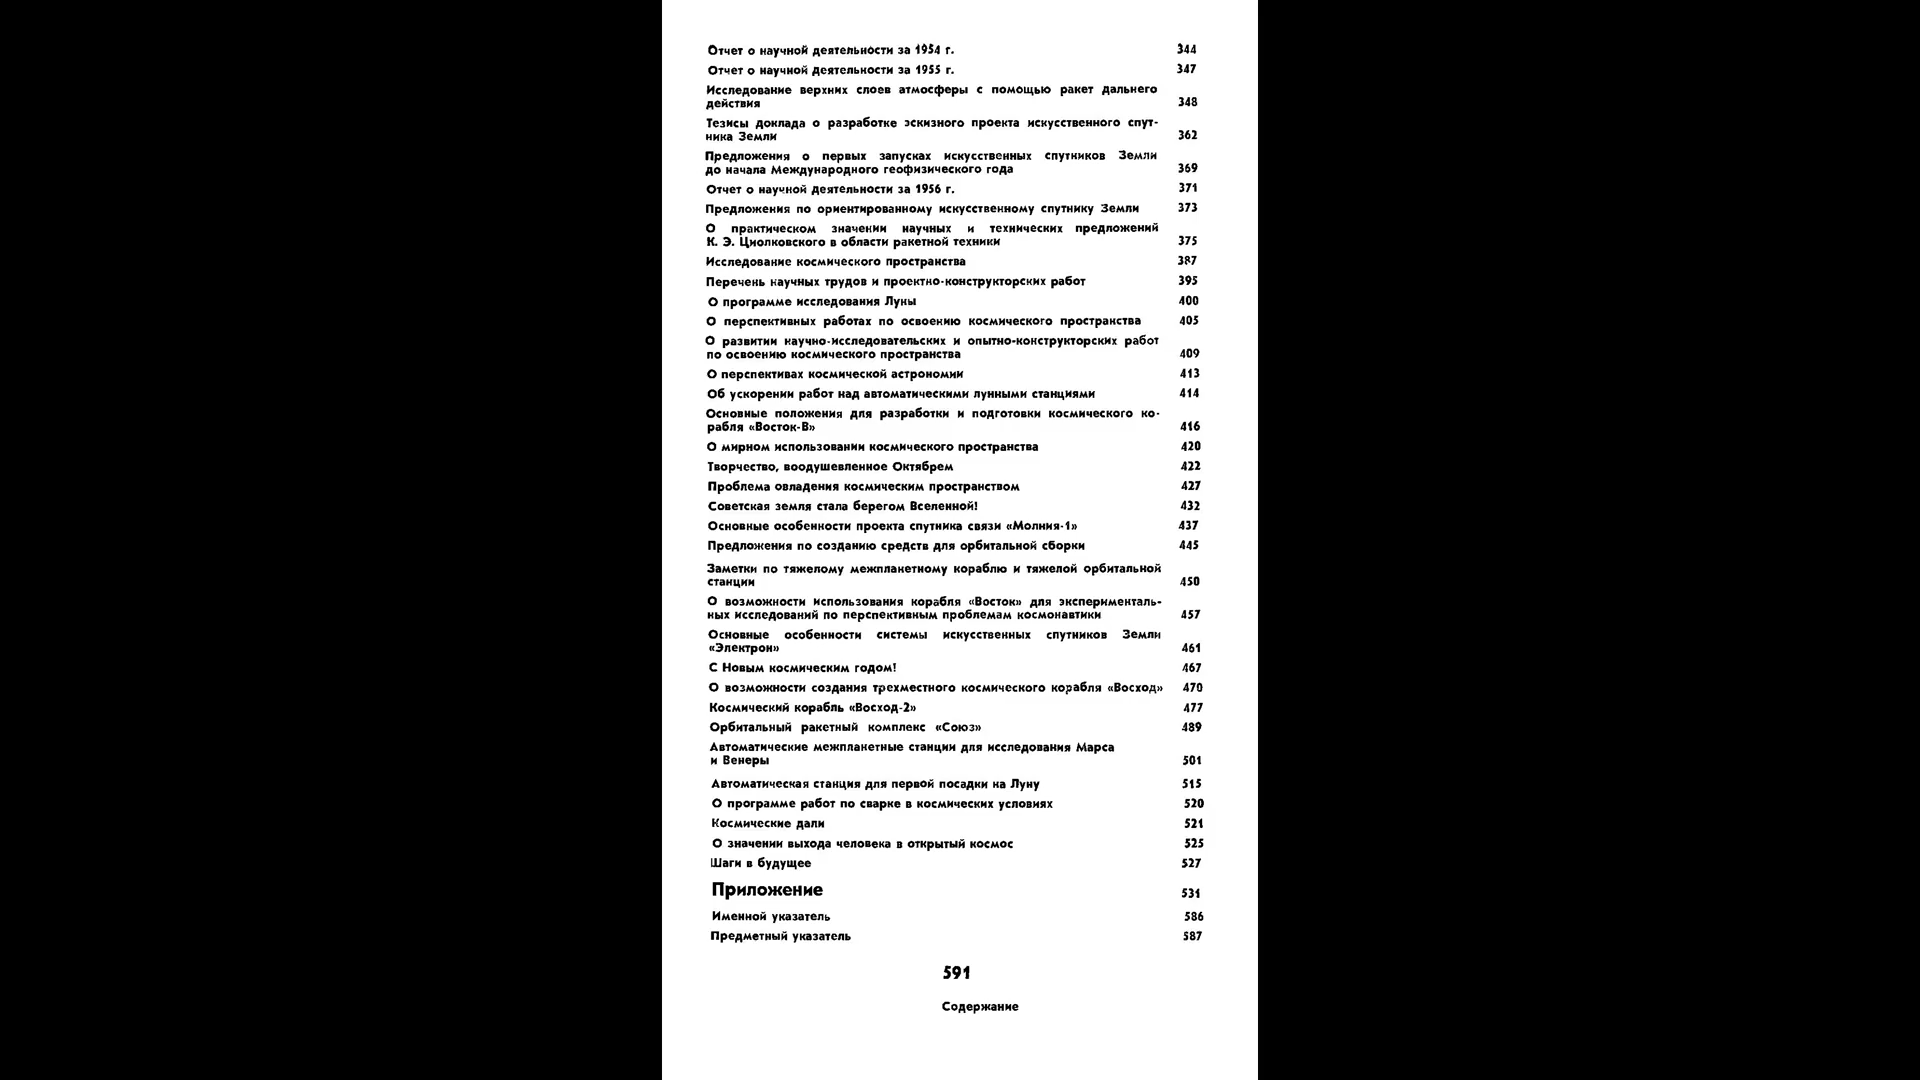 Отчет о научной деятельности за 1954 г. 344
Отчет о научной деятельности за 1955 г. 347
Исследование верхних слоев атмосферы с помощью ракет дальнего
действия 348
Тезисы доклада о разработке эскизного проекта искусственного спут-
ника Земли 362
Предложения о первых запусках искусственных спутников Земли
до начала Международного геофизического года 369
Отчет о научной деятельности за 1956 г. 371
Предложения по ориентированному искусственному спутнику Земли 373
О практическом значении научных и технических предложений
К. Э. Циолковского в области ракетной техники 375
Исследование космического пространства 387
Перечень научных трудов и проектно-конструкторских работ 395
О программе исследования Луны 400
О перспективных работах по освоению космического пространства 405
О развитии научно-исследовательских и опытно-конструкторских работ
по освоению космического пространства 409
О перспективах космической астрономии 413
Об ускорении работ над автоматическими лунными станциями 414
Основные положения для разработки и подготовки космического ко-
рабля «Восток-В» 416
О мирном использовании космического пространства 420
Творчество, воодушевленное Октябрем 422
Проблема овладения космическим пространством 427
Советская земля стала берегом Вселенной! 432
Основные особенности проекта спутника связи «Молния-1» 437
Предложения по созданию средств для орбитальной сборки 445
Заметки по тяжелому межпланетному кораблю и тяжелой орбитальной
станции 450
О возможности использования корабля «Восток» для эксперименталь-
ных исследований по перспективным проблемам космонавтики 457
Основные особенности системы искусственных спутников Земли
«Электрон» 461
С Новым космическим годом! 467
О возможности создания трехместного космического корабля «Восход» 470
Космический корабль «Восход-2» 477
Орбитальный ракетный комплекс «Союз» 489
Автоматические межпланетные станции для исследования Марса
и Венеры 501
Автоматическая станция для первой посадки на Луну 515
О программе работ по сварке в космических условиях 520
Космические дали 521
О значении выхода человека в открытый космос 525
Шаги в будущее 527
Приложение 531
Именной указатель 586
Предметный указатель 587
591
Содержание